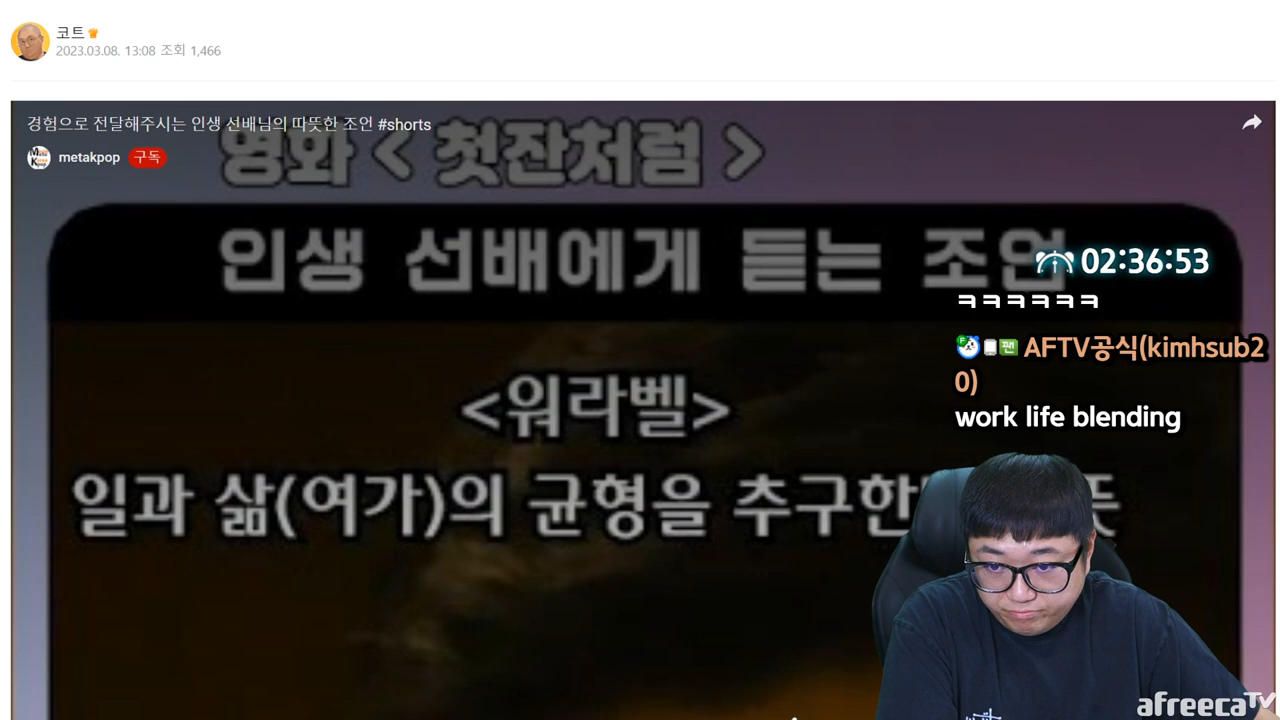 코트
2023.03.08. 13:08 조회 1,466
경험으로 전달해주시는 인생 선배님의 따뜻한 조언 #shorts
metakpop 구독
영화 < 첫잔처럼 >
인생 선배에게 듣는 조언
02:36:53
ㅋㅋㅋㅋㅋㅋ
팬 AFTV공식(kimhsub2
0)
work life blending
<워라벨>
일과 삶(여가)의 균형을 추구한
afreecaTV